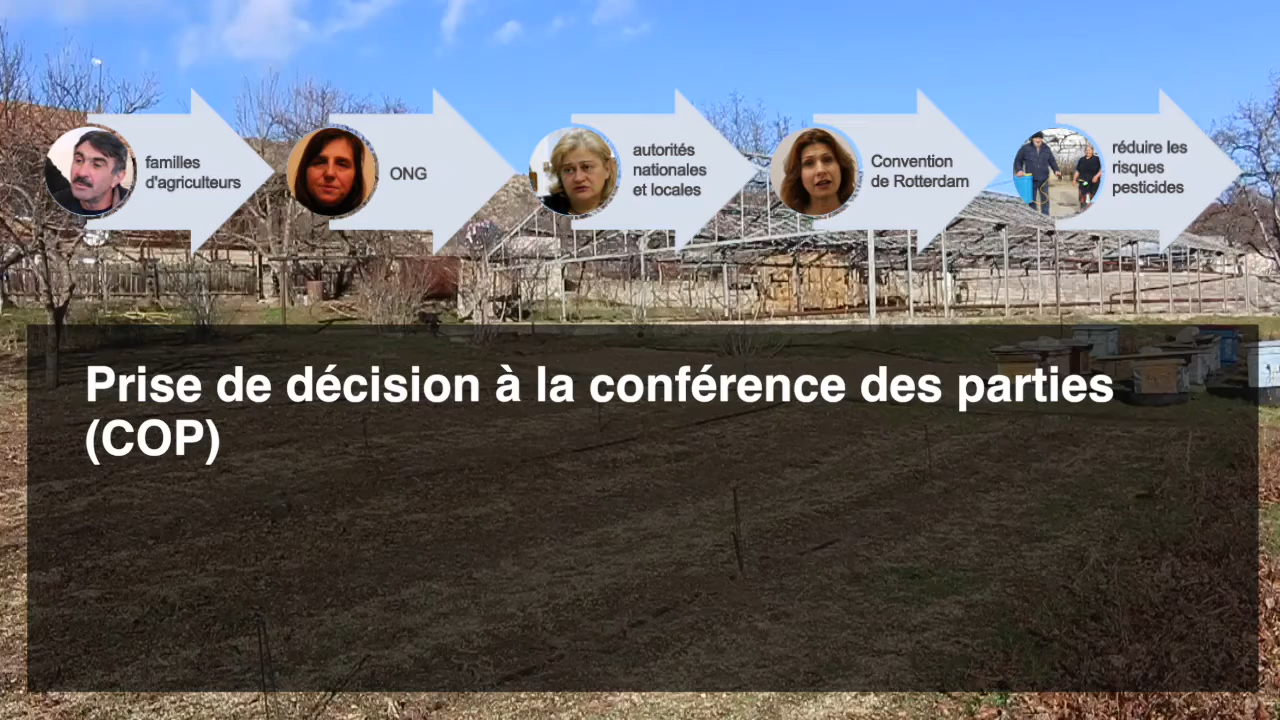 familles
d'agriculteurs
ONG
autorités
nationales
et locales
Convention
de Rotterdam
réduire les
risques
pesticides
Prise de décision à la conférence des parties
(COP)